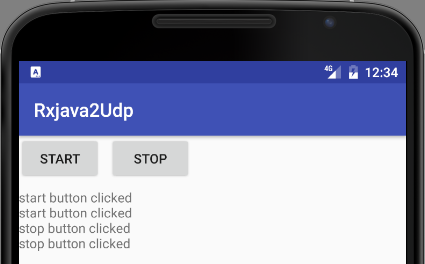 4G 12:34
Rxjava2Udp
START STOP
start button clicked
start button clicked
stop button clicked
stop button clicked